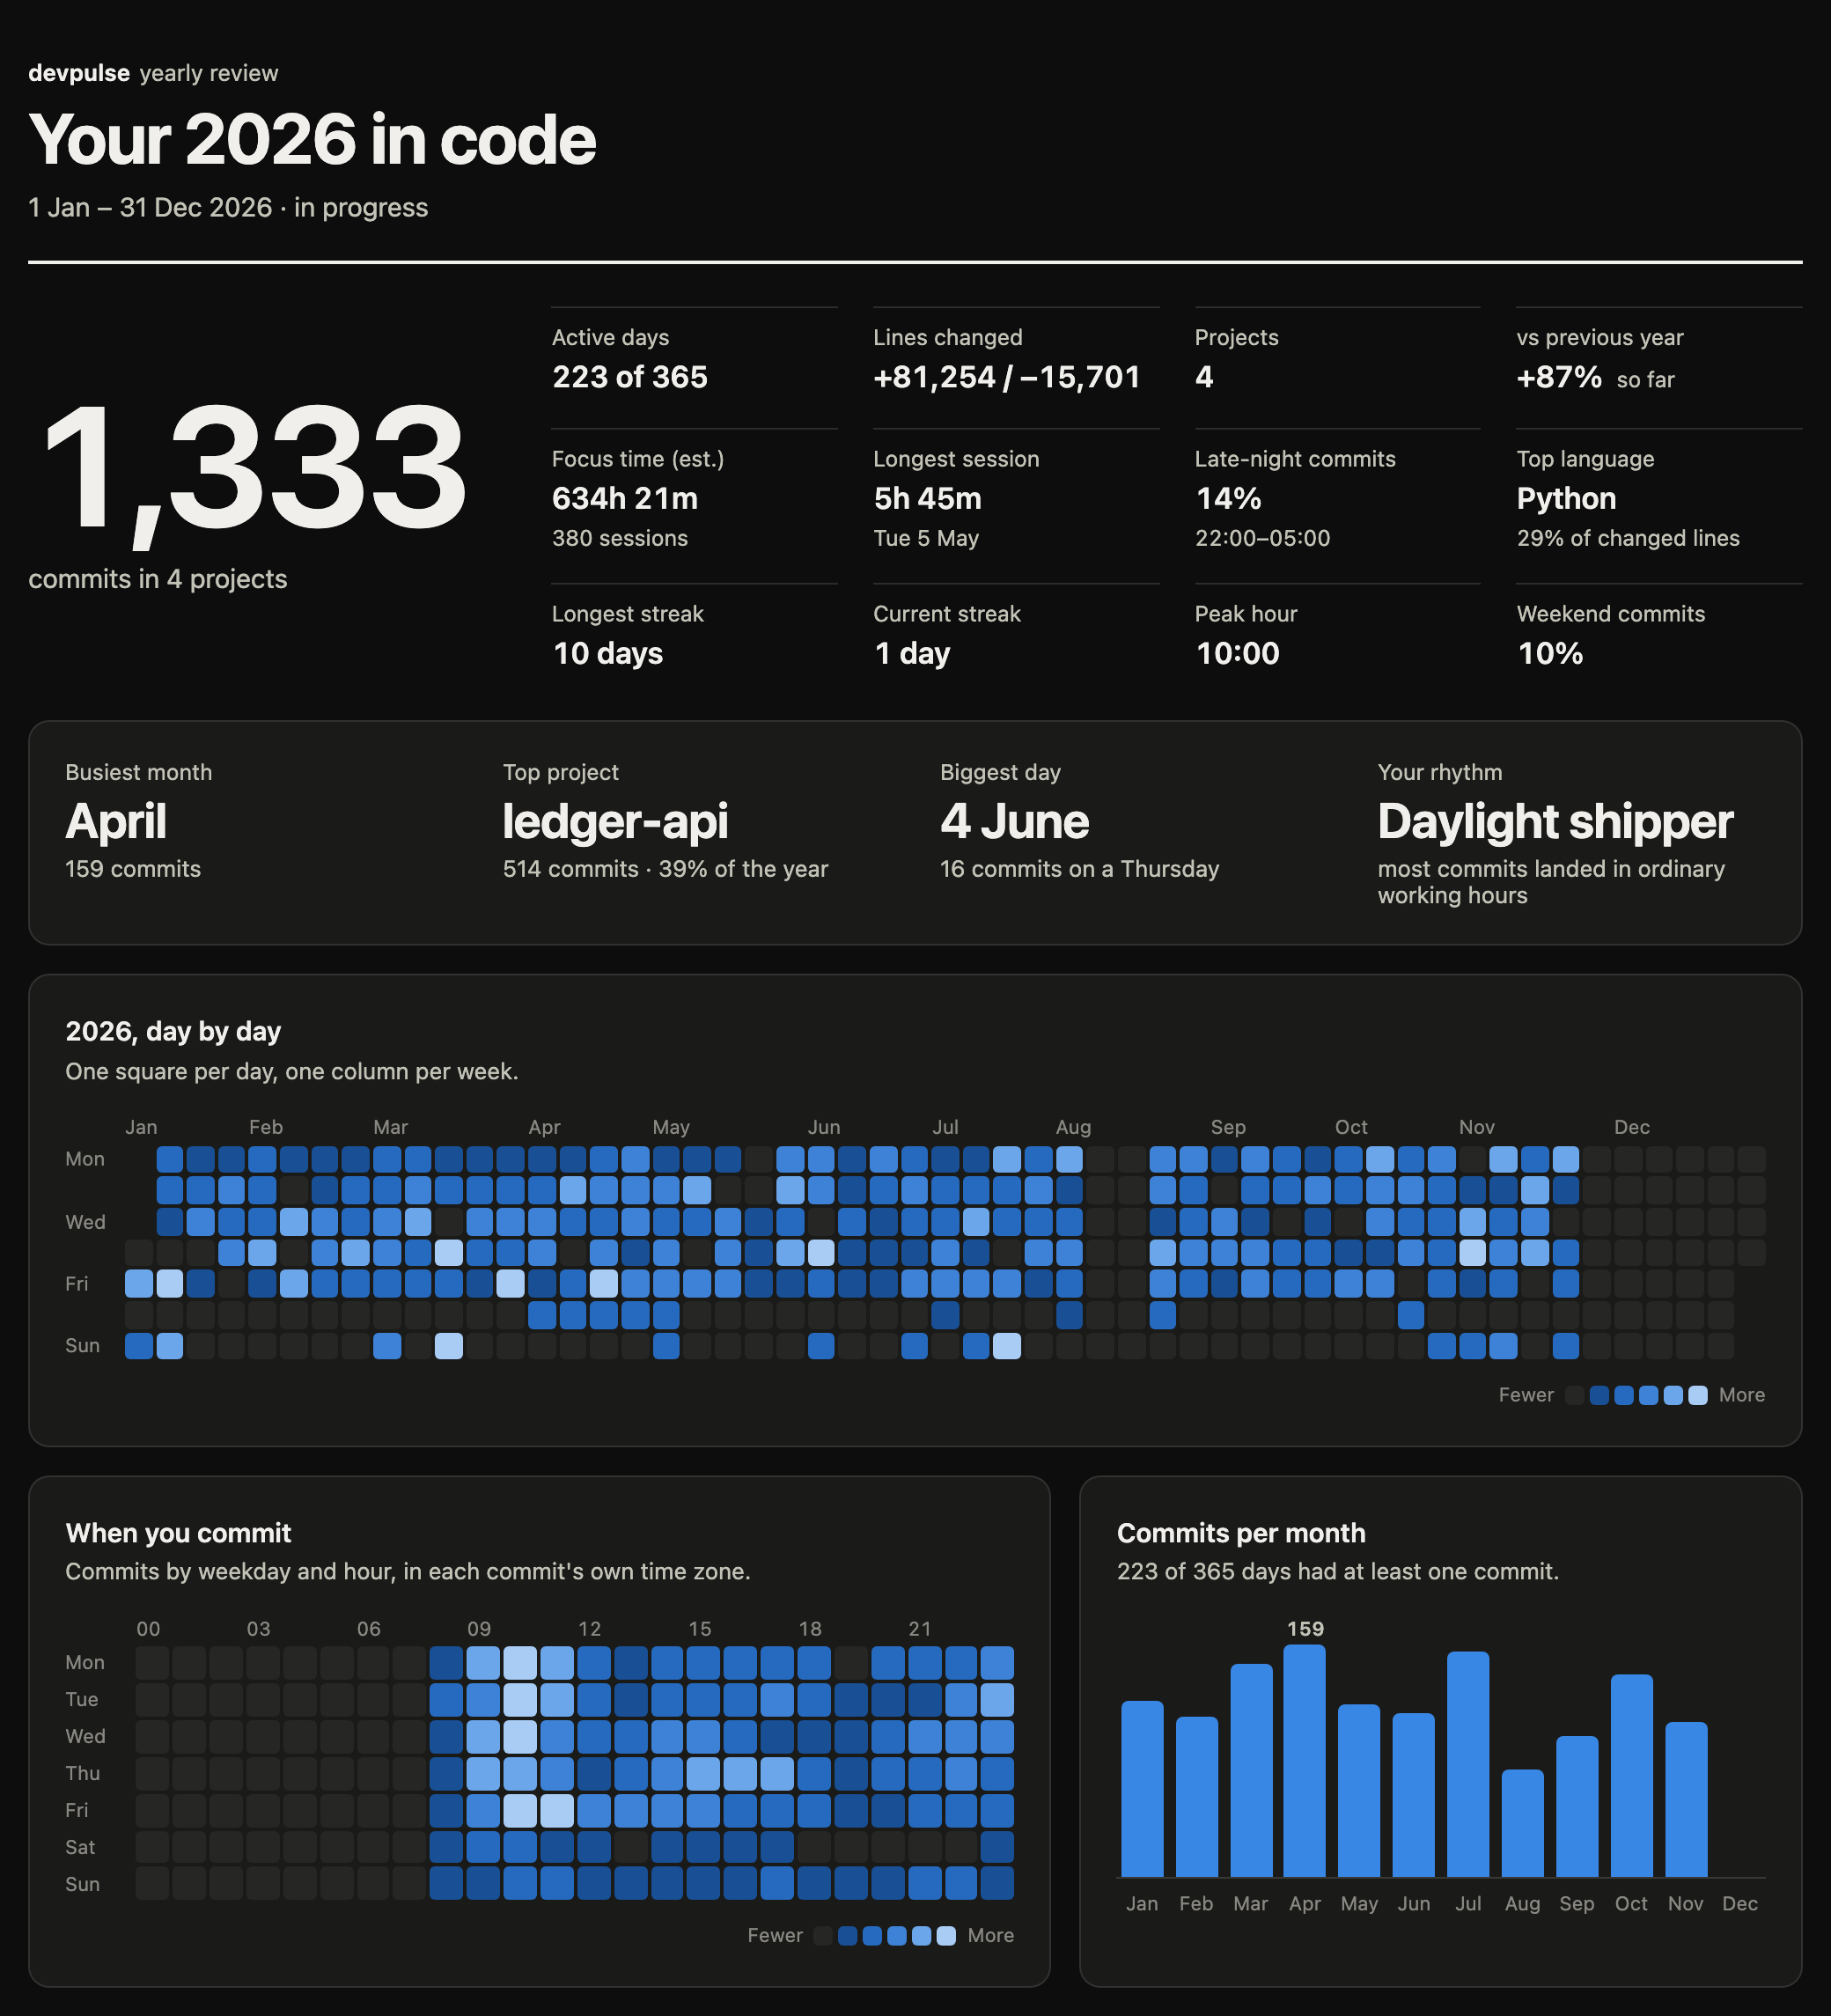 devpulse yearly review
Your 2026 in code
1 Jan – 31 Dec 2026 · in progress
1,333
commits in 4 projects
Active days
223 of 365
Lines changed
+81,254 / −15,701
Projects
4
vs previous year
+87% so far
Focus time (est.)
634h 21m
380 sessions
Longest session
5h 45m
Tue 5 May
Late-night commits
14%
22:00–05:00
Top language
Python
29% of changed lines
Longest streak
10 days
Current streak
1 day
Peak hour
10:00
Weekend commits
10%
Busiest month
April
159 commits
Top project
ledger-api
514 commits · 39% of the year
Biggest day
4 June
16 commits on a Thursday
Your rhythm
Daylight shipper
most commits landed in ordinary
working hours
2026, day by day
One square per day, one column per week.
Jan Feb Mar Apr May Jun Jul Aug Sep Oct Nov Dec
Mon
Wed
Fri
Sun
Fewer More
When you commit
Commits by weekday and hour, in each commit's own time zone.
00 03 06 09 12 15 18 21
Mon
Tue
Wed
Thu
Fri
Sat
Sun
Fewer More
Commits per month
223 of 365 days had at least one commit.
159
Jan Feb Mar Apr May Jun Jul Aug Sep Oct Nov Dec